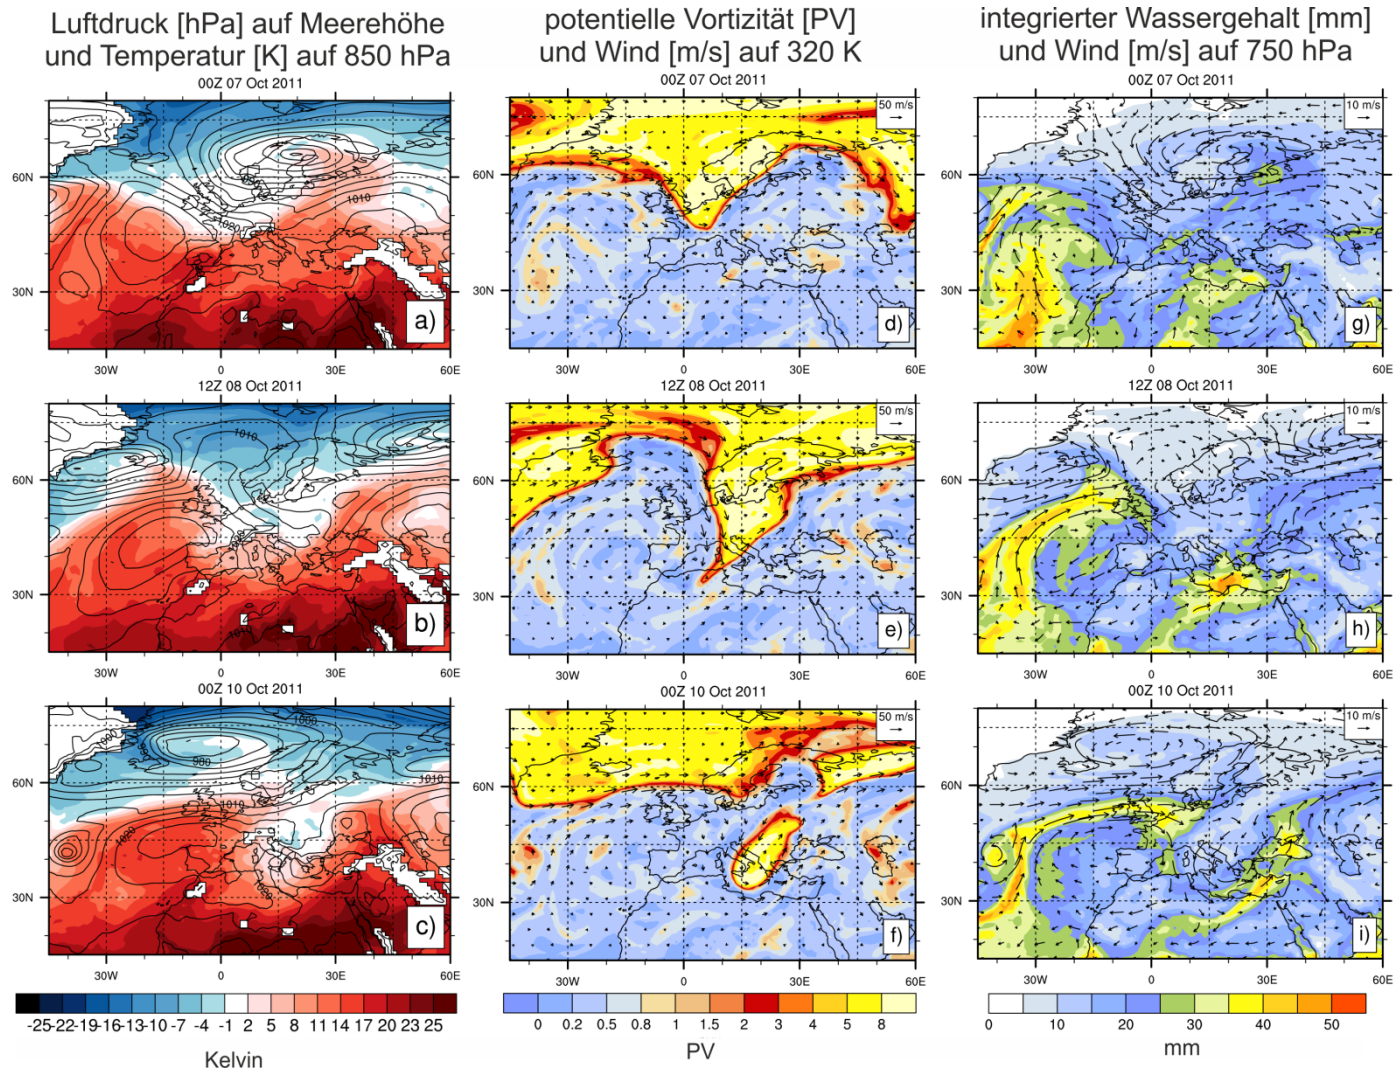 Luftdruck [hPa] auf Meerehöhe
und Temperatur [K] auf 850 hPa
potentielle Vortizität [PV]
und Wind [m/s] auf 320 K
integrierter Wassergehalt [mm]
und Wind [m/s] auf 750 hPa
00Z 07 Oct 2011
00Z 07 Oct 2011
00Z 07 Oct 2011
50 m/s
10 m/s
60N
60N
60N
1010
1020
30N
30N
30N
a)
d)
g)
30W 0 30E 60E
30W 0 30E 60E
30W 0 30E 60E
12Z 08 Oct 2011
12Z 08 Oct 2011
12Z 08 Oct 2011
50 m/s
10 m/s
1010
60N
60N
60N
30N
30N
30N
1010
b)
e)
h)
30W 0 30E 60E
30W 0 30E 60E
30W 0 30E 60E
00Z 10 Oct 2011
00Z 10 Oct 2011
00Z 10 Oct 2011
50 m/s
10 m/s
1000
980
60N
60N
60N
1010
1010
1020
30N
30N
30N
c)
f)
i)
30W 0 30E 60E
30W 0 30E 60E
30W 0 30E 60E
-25 -22 -19 -16 -13 -10 -7 -4 -1 2 5 8 11 14 17 20 23 25
Kelvin
0 0.2 0.5 0.8 1 1.5 2 3 4 5 8
PV
0 10 20 30 40 50
mm